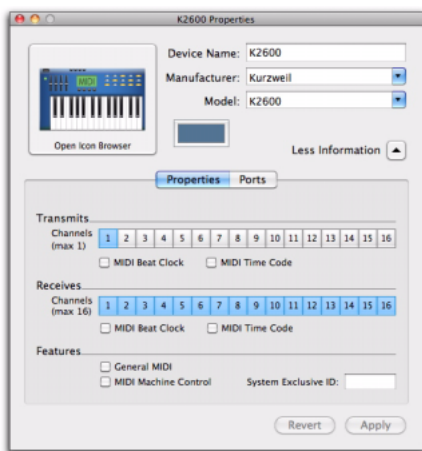 K2600 Properties
MIDI
Open Icon Browser
Device Name: K2600
Manufacturer: Kurzweil
Model: K2600
Less Information
Properties Ports
Transmits
Channels (max 1) 1 2 3 4 5 6 7 8 9 10 11 12 13 14 15 16
MIDI Beat Clock MIDI Time Code
Receives
Channels (max 16) 1 2 3 4 5 6 7 8 9 10 11 12 13 14 15 16
MIDI Beat Clock MIDI Time Code
Features
General MIDI
MIDI Machine Control System Exclusive ID:
Revert Apply